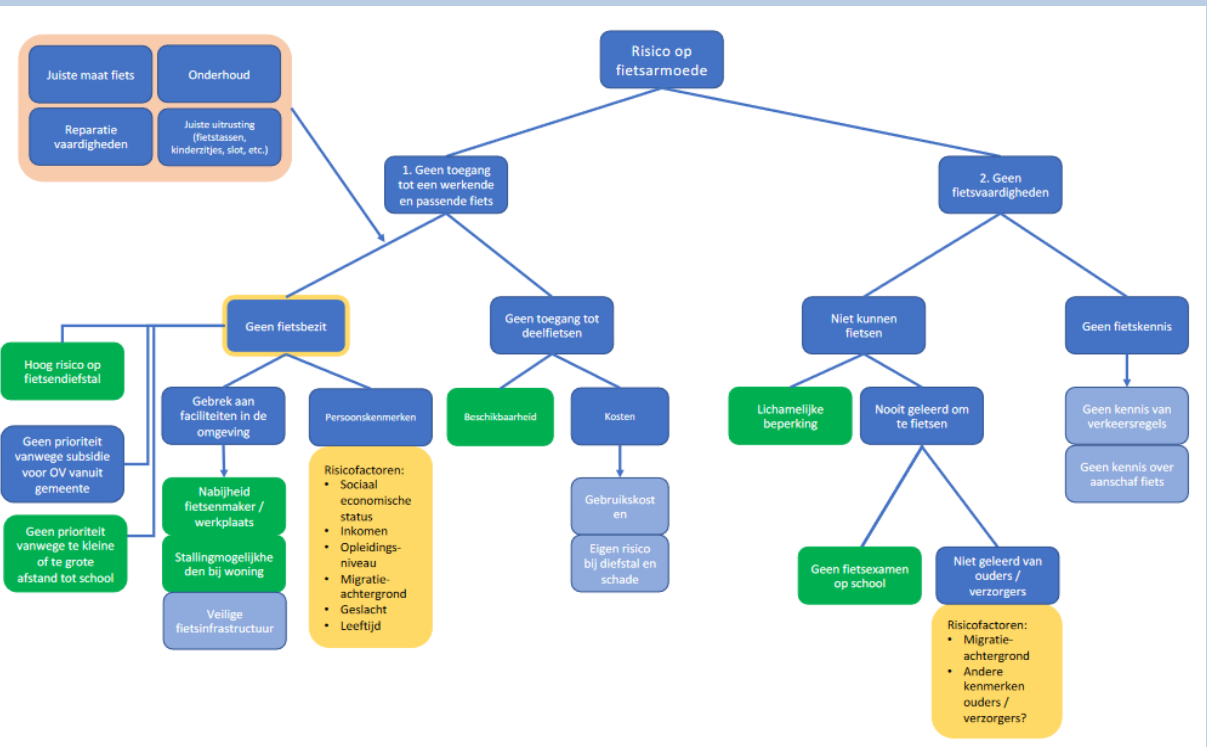 Risico op
fietsarmoede
Juiste maat fiets
Onderhoud
Reparatie
vaardigheden
Juiste uitrusting
(fietstassen,
kinderzitjes, slot, etc.)
1. Geen toegang
tot een werkende
en passende fiets
2. Geen
fietsvaardigheden
Geen fietsbezit
Geen toegang tot
deelfietsen
Niet kunnen
fietsen
Geen fietskennis
Hoog risico op
fietsendiefstal
Geen prioriteit
vanwege subsidie
voor OV vanuit
gemeente
Geen prioriteit
vanwege te kleine
of te grote
afstand tot school
Gebrek aan
faciliteiten in de
omgeving
Nabijheid
fietsenmaker /
werkplaats
Stallingmogelijkhe
den bij woning
Veilige
fietsinfrastructuur
Persoonskenmerken
Risicofactoren:
• Sociaal
economische
status
• Inkomen
• Opleidings-
niveau
• Migratie-
achtergrond
• Geslacht
• Leeftijd
Beschikbaarheid
Kosten
Gebruikskost
en
Eigen risico
bij diefstal en
schade
Lichamelijke
beperking
Nooit geleerd om
te fietsen
Geen fietsexamen
op school
Niet geleerd van
ouders /
verzorgers
Risicofactoren:
• Migratie-
achtergrond
• Andere
kenmerken
ouders /
verzorgers?
Geen kennis van
verkeersregels
Geen kennis over
aanschaf fiets